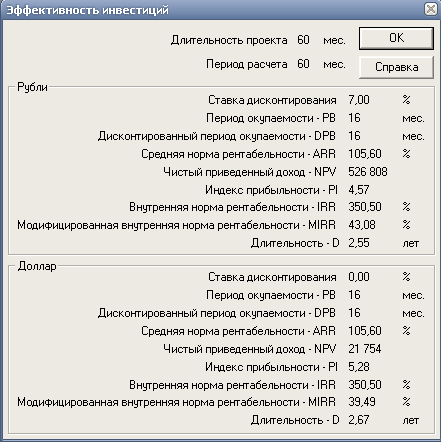 Эффективность инвестиций
Длительность проекта 60 мес. OK
Период расчета 60 мес. Справка
Рубли
Ставка дисконтирования 7,00 %
Период окупаемости - PB 16 мес.
Дисконтированный период окупаемости - DPB 16 мес.
Средняя норма рентабельности - ARR 105,60 %
Чистый приведенный доход - NPV 526 808
Индекс прибыльности - PI 4,57
Внутренняя норма рентабельности - IRR 350,50 %
Модифицированная внутренняя норма рентабельности - MIRR 43,08 %
Длительность - D 2,55 лет
Доллар
Ставка дисконтирования 0,00 %
Период окупаемости - PB 16 мес.
Дисконтированный период окупаемости - DPB 16 мес.
Средняя норма рентабельности - ARR 105,60 %
Чистый приведенный доход - NPV 21 754
Индекс прибыльности - PI 5,28
Внутренняя норма рентабельности - IRR 350,50 %
Модифицированная внутренняя норма рентабельности - MIRR 39,49 %
Длительность - D 2,67 лет